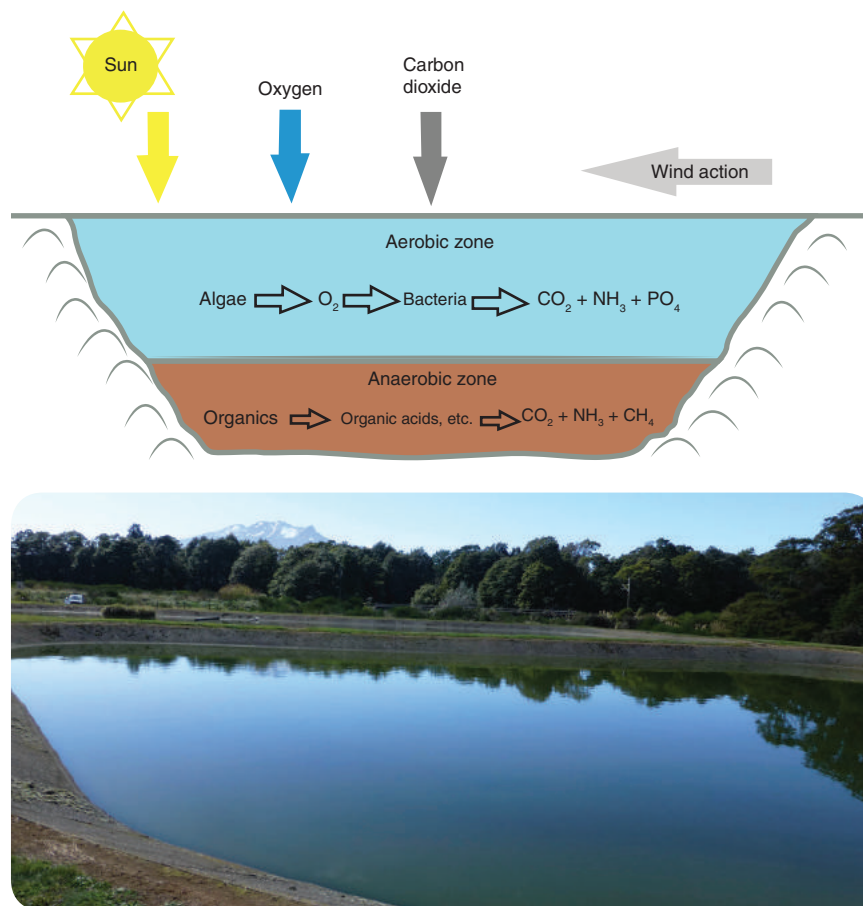 Sun
Oxygen
Carbon
dioxide
Wind action
Aerobic zone
Algae O₂ Bacteria CO₂ + NH₃ + PO₄
Anaerobic zone
Organics Organic acids, etc. CO₂ + NH₃ + CH₄